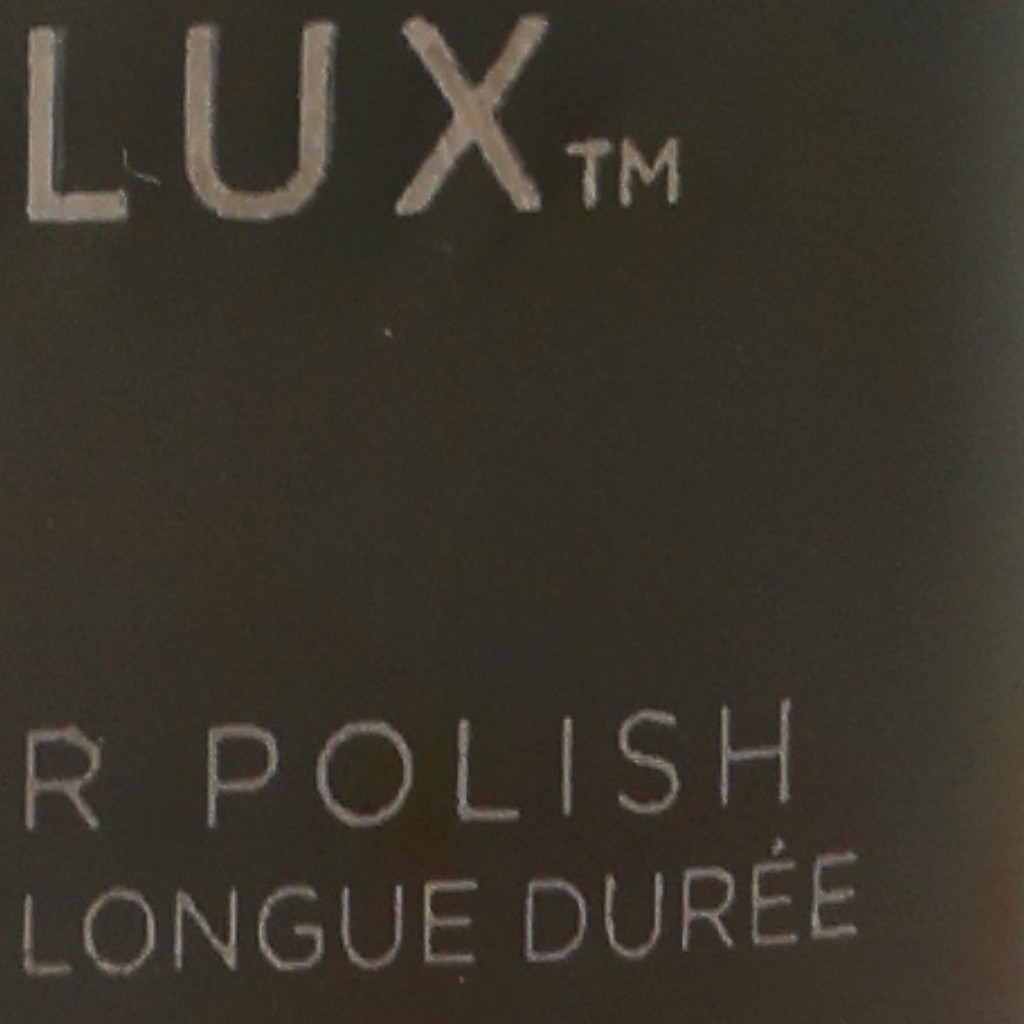 LUX™
R POLISH
LONGUE DURÉE